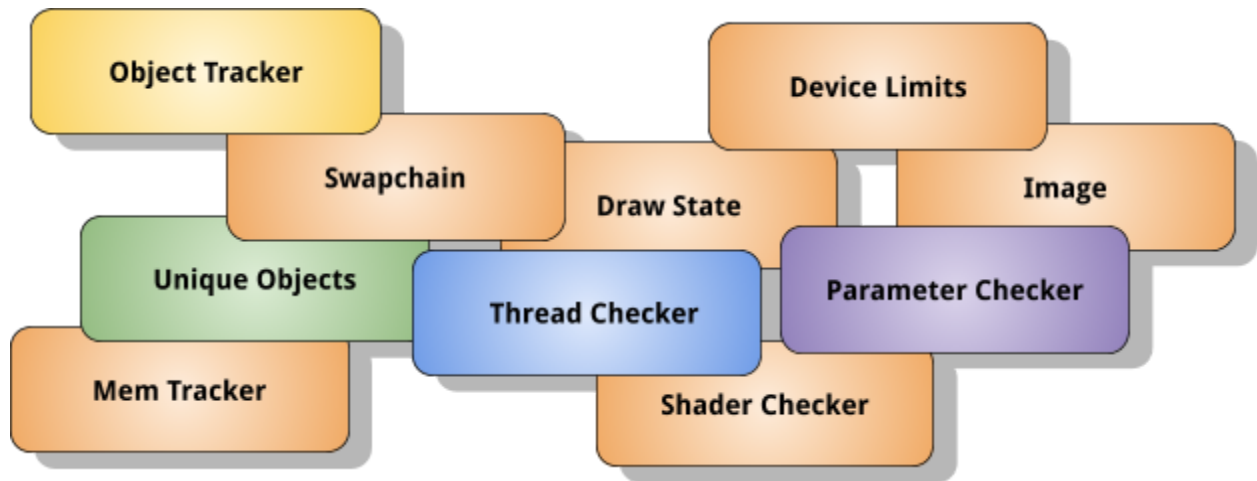 Object Tracker
Device Limits
Swapchain
Image
Draw State
Unique Objects
Parameter Checker
Thread Checker
Mem Tracker
Shader Checker